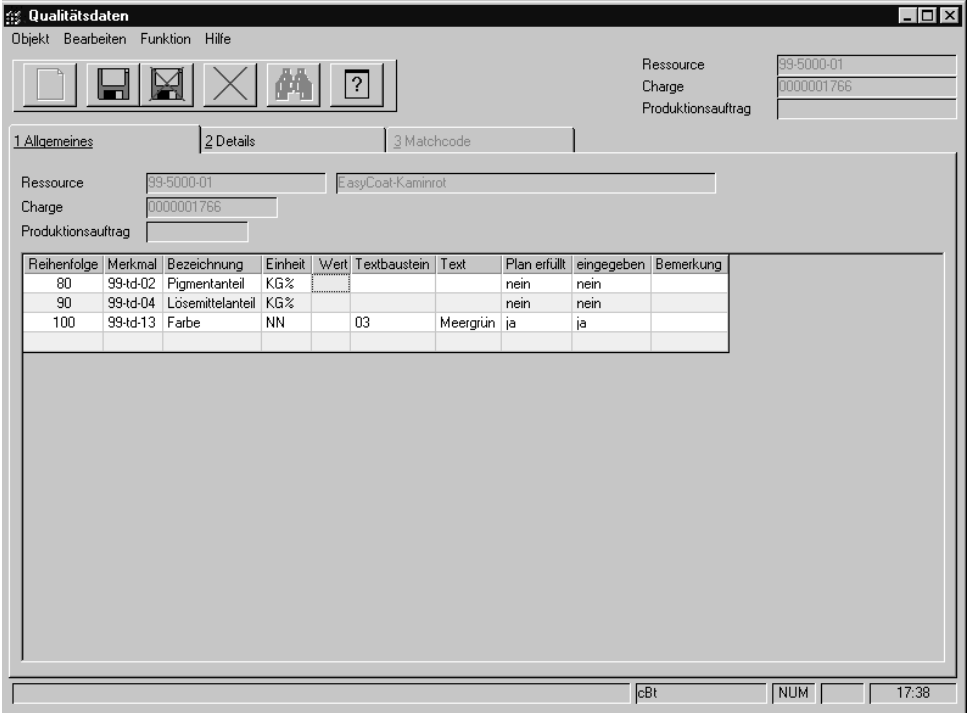 Qualitätsdaten
Objekt Bearbeiten Funktion Hilfe
?
Ressource 99-5000-01
Charge 0000001766
Produktionsauftrag
1 Allgemeines 2 Details 3 Matchcode
Ressource 99-5000-01 EasyCoat-Kaminrot
Charge 0000001766
Produktionsauftrag
Reihenfolge Merkmal Bezeichnung Einheit Wert Textbaustein Text Plan erfüllt eingegeben Bemerkung
80 99-td-02 Pigmentanteil KG% nein nein
90 99-td-04 Lösemittelanteil KG% nein nein
100 99-td-13 Farbe NN 03 Meergrün ja ja
cBt NUM 17:38